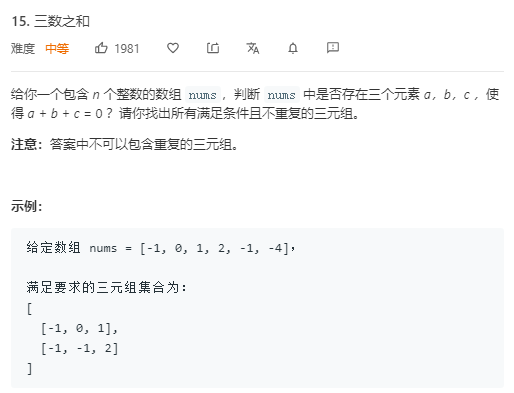 15. 三数之和
难度 中等 1981
给你一个包含 n 个整数的数组 nums，判断 nums 中是否存在三个元素 a，b，c ，使
得 a + b + c = 0 ？请你找出所有满足条件且不重复的三元组。
注意：答案中不可以包含重复的三元组。
示例：
给定数组 nums = [-1, 0, 1, 2, -1, -4]，
满足要求的三元组集合为：
[
[-1, 0, 1],
[-1, -1, 2]
]